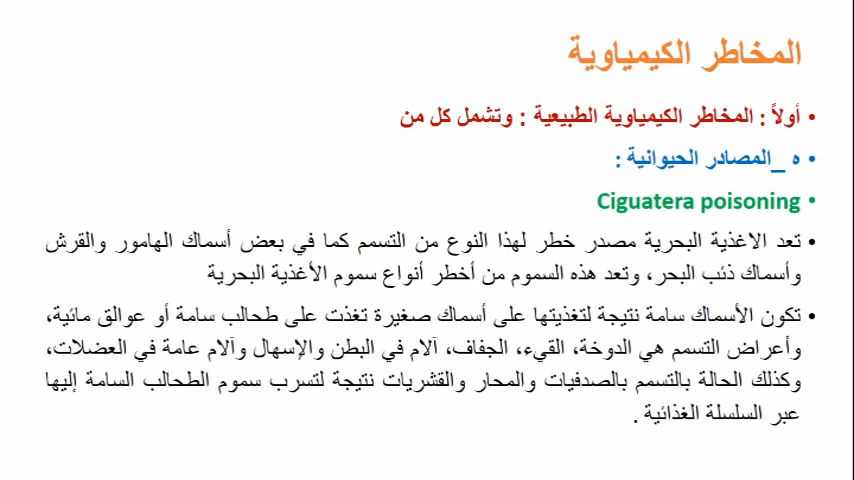 المخاطر الكيمياوية
• أولاً : المخاطر الكيمياوية الطبيعية : وتشمل كل من
• ه _المصادر الحيوانية :
• Ciguatera poisoning
• تعد الاغذية البحرية مصدر خطر لهذا النوع من التسمم كما في بعض أسماك الهامور والقرش
وأسماك ذئب البحر، وتعد هذه السموم من أخطر أنواع سموم الأغذية البحرية
• تكون الأسماك سامة نتيجة لتغذيتها على أسماك صغيرة تغذت على طحالب سامة أو عوالق مائية،
وأعراض التسمم هي الدوخة، القيء، الجفاف، آلام في البطن والإسهال وآلام عامة في العضلات،
وكذلك الحالة بالتسمم بالصدفيات والمحار والقشريات نتيجة لتسرب سموم الطحالب السامة إليها
عبر السلسلة الغذائية .